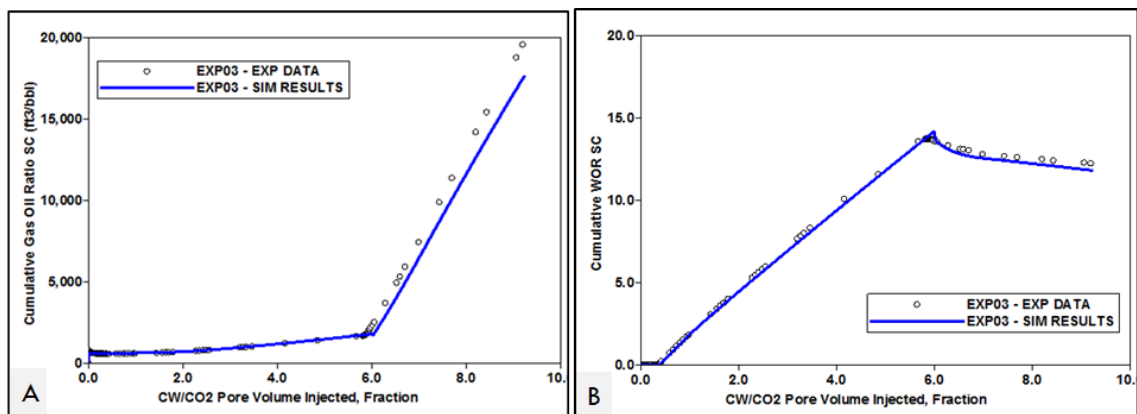 20,000
15,000
10,000
5,000
0
Cumulative Gas Oil Ratio SC (ft3/bbl)
EXP03 - EXP DATA
EXP03 - SIM RESULTS
0.0
2.0
4.0
6.0
8.0
10.
CW/CO2 Pore Volume Injected, Fraction
A
20.0
15.0
10.0
5.0
0.0
Cumulative WOR SC
EXP03 - EXP DATA
EXP03 - SIM RESULTS
0.0
2.0
4.0
6.0
8.0
10.
CW/CO2 Pore Volume Injected, Fraction
B